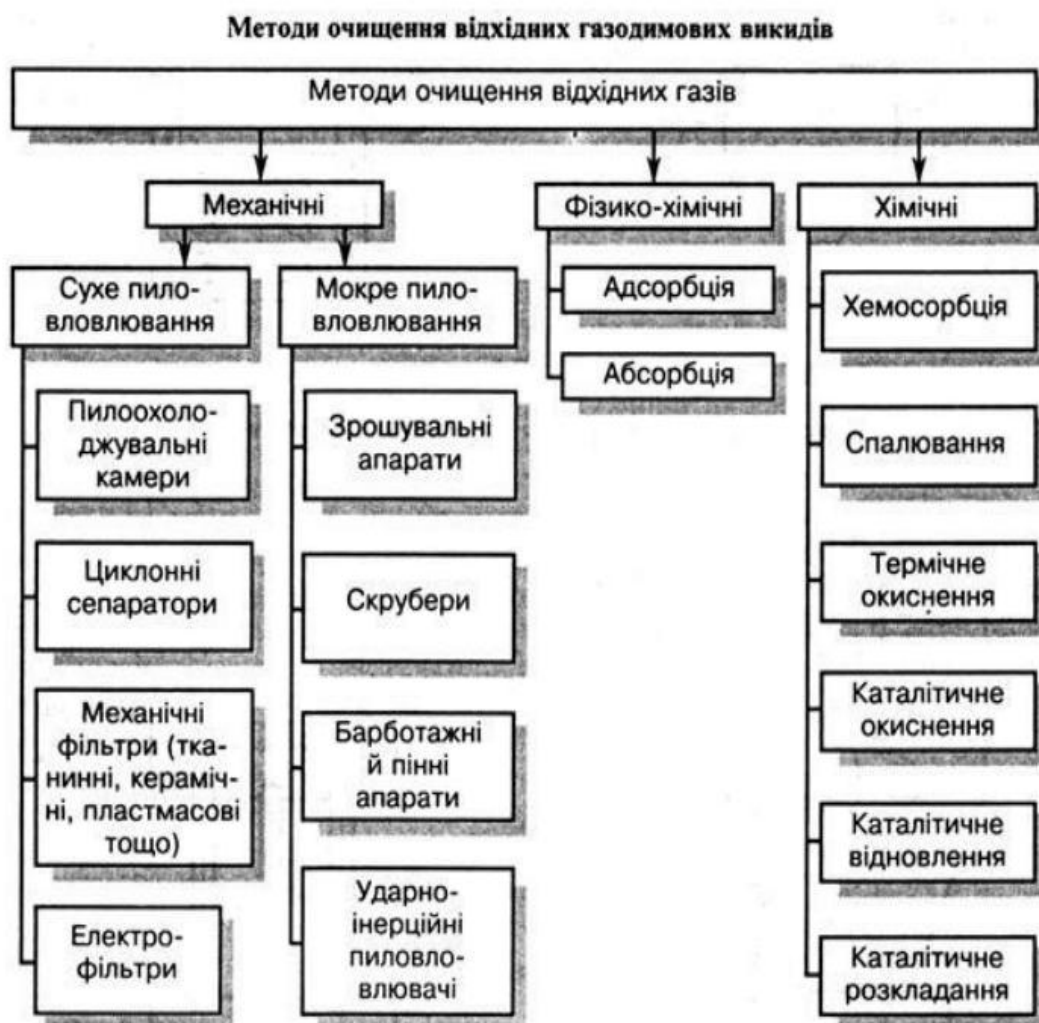 Методи очищення відхідних газодимових викидів
Методи очищення відхідних газів
Механічні
Фізико-хімічні
Хімічні
Сухе пило-
вловлювання
Мокре пило-
вловлювання
Адсорбція
Абсорбція
Хемосорбція
Пилоохоло-
джувальні
камери
Зрошувальні
апарати
Спалювання
Циклонні
сепаратори
Скрубери
Термічне
окиснення
Механічні
фільтри (тка-
нинні, кераміч-
ні, пластмасові
тощо)
Барботажні
й пінні
апарати
Каталітичне
окиснення
Каталітичне
відновлення
Електро-
фільтри
Ударно-
інерційні
пиловло-
влювачі
Каталітичне
розкладання